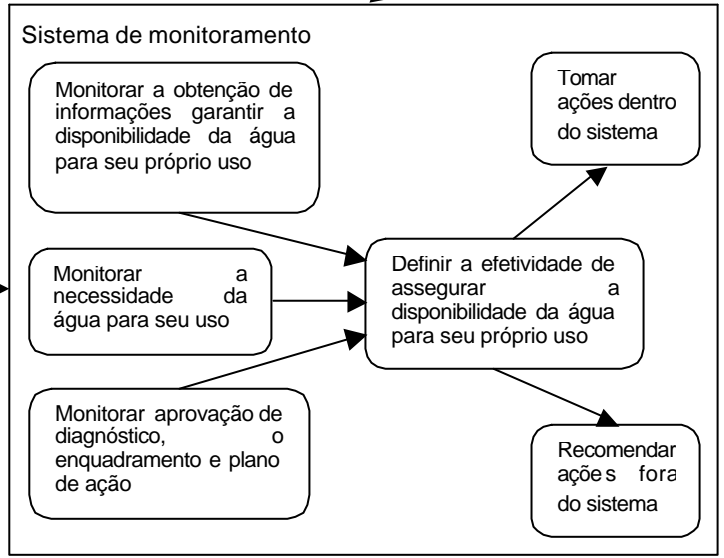 Sistema de monitoramento
Monitorar a obtenção de
informações garantir a
disponibilidade da água
para seu próprio uso
Tomar
ações dentro
do sistema
Monitorar a
necessidade da
água para seu uso
Definir a efetividade de
assegurar a
disponibilidade da água
para seu próprio uso
Monitorar aprovação de
diagnóstico, o
enquadramento e plano
de ação
Recomendar
ações fora
do sistema